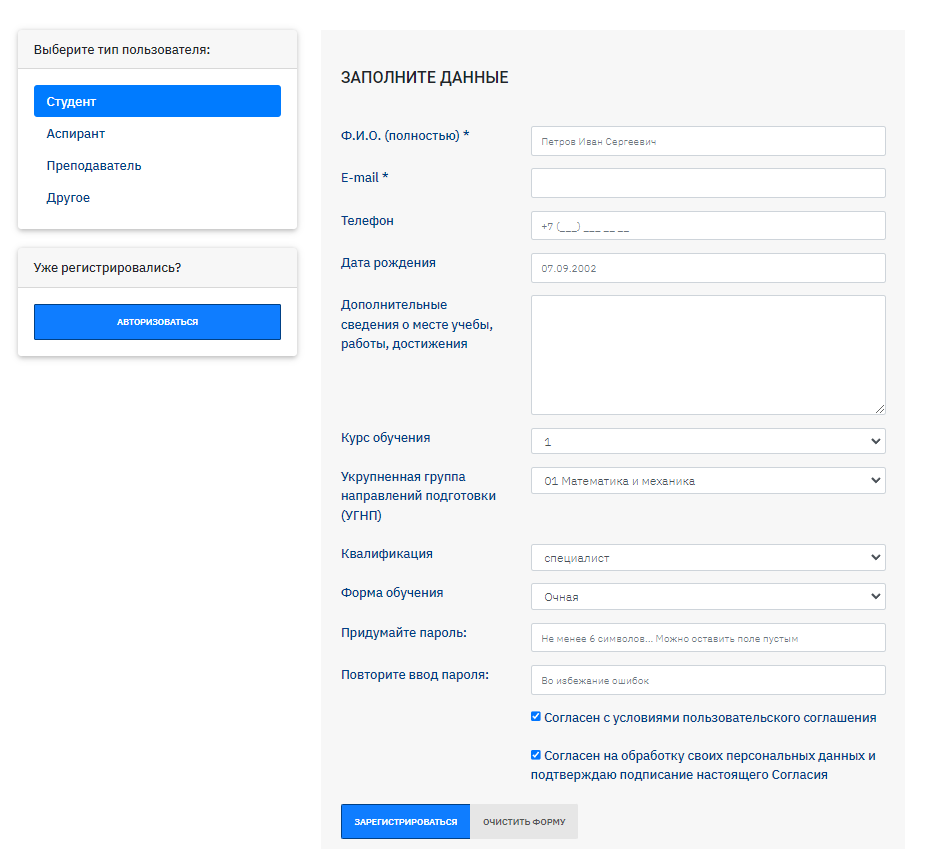 Выберите тип пользователя:
Студент
Аспирант
Преподаватель
Другое
Уже регистрировались?
АВТОРИЗОВАТЬСЯ
ЗАПОЛНИТЕ ДАННЫЕ
Ф.И.О. (полностью) *
Петров Иван Сергеевич
E-mail *
Телефон
+7 (___) ___ __ __
Дата рождения
07.09.2002
Дополнительные
сведения о месте учебы,
работы, достижения
Курс обучения
1
Укрупненная группа
направлений подготовки
(УГНП)
01 Математика и механика
Квалификация
специалист
Форма обучения
Очная
Придумайте пароль:
Не менее 6 символов... Можно оставить поле пустым
Повторите ввод пароля:
Во избежание ошибок
Согласен с условиями пользовательского соглашения
Согласен на обработку своих персональных данных и
подтверждаю подписание настоящего Согласия
ЗАРЕГИСТРИРОВАТЬСЯ
ОЧИСТИТЬ ФОРМУ